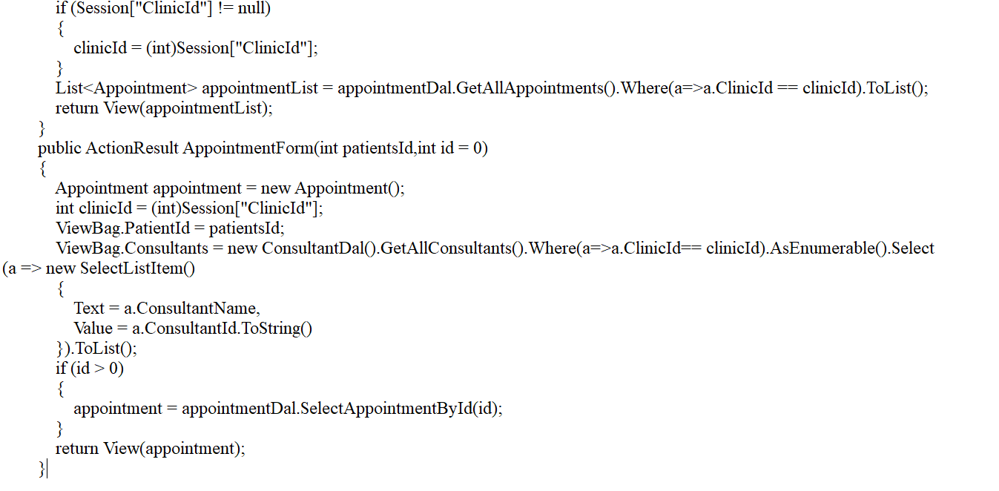 if (Session["ClinicId"] != null)
{
clinicId = (int)Session["ClinicId"];
}
List<Appointment> appointmentList = appointmentDal.GetAllAppointments().Where(a=>a.ClinicId == clinicId).ToList();
return View(appointmentList);
}
public ActionResult AppointmentForm(int patientsId,int id = 0)
{
Appointment appointment = new Appointment();
int clinicId = (int)Session["ClinicId"];
ViewBag.PatientId = patientsId;
ViewBag.Consultants = new ConsultantDal().GetAllConsultants().Where(a=>a.ClinicId== clinicId).AsEnumerable().Select
(a => new SelectListItem()
{
Text = a.ConsultantName,
Value = a.ConsultantId.ToString()
}).ToList();
if (id > 0)
{
appointment = appointmentDal.SelectAppointmentById(id);
}
return View(appointment);
}